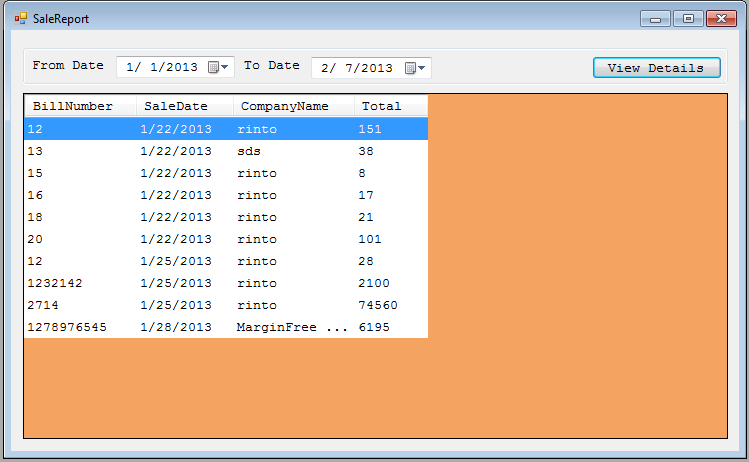 SaleReport
From Date 1/ 1/2013 To Date 2/ 7/2013 View Details
BillNumber SaleDate CompanyName Total
12 1/22/2013 rinto 151
13 1/22/2013 sds 38
15 1/22/2013 rinto 8
16 1/22/2013 rinto 17
18 1/22/2013 rinto 21
20 1/22/2013 rinto 101
12 1/25/2013 rinto 28
1232142 1/25/2013 rinto 2100
2714 1/25/2013 rinto 74560
1278976545 1/28/2013 MarginFree ... 6195